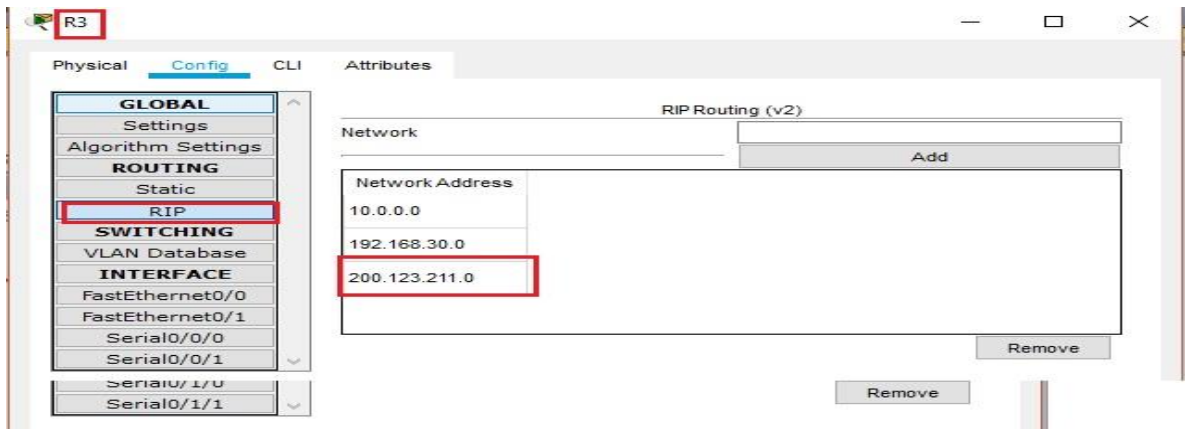 R3
Physical Config CLI Attributes
GLOBAL
Settings
Algorithm Settings
ROUTING
Static
RIP
SWITCHING
VLAN Database
INTERFACE
FastEthernet0/0
FastEthernet0/1
Serial0/0/0
Serial0/0/1
Serial0/1/0
Serial0/1/1
RIP Routing (v2)
Network
Add
Network Address
10.0.0.0
192.168.30.0
200.123.211.0
Remove
Remove